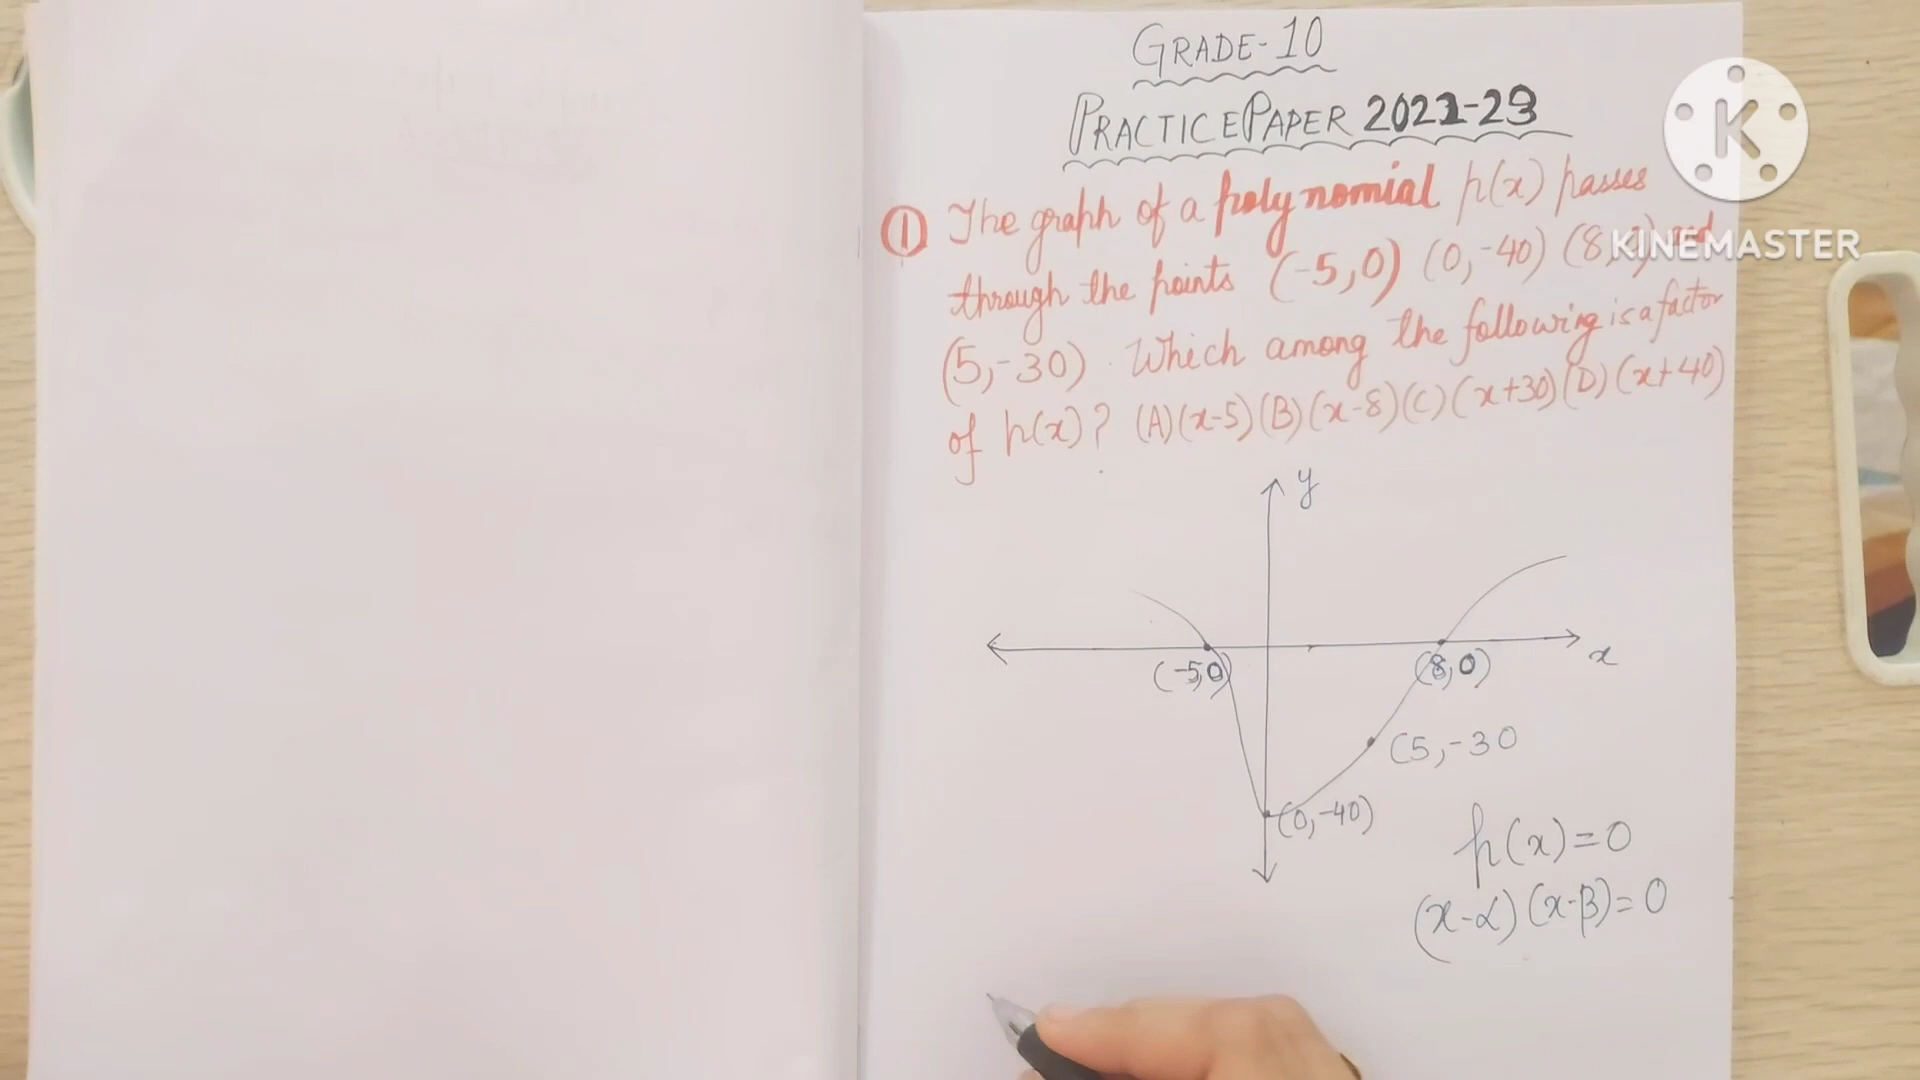 GRADE-10
PRACTICE PAPER 2022-23
K
KINEMASTER
① The graph of a polynomial p(x) passes
through the points (-5,0) (0,-40) (8,
(5,-30). Which among the following is a factor
of p(x)? (A)(x-5)(B)(x-8)(C)(x+30)(D)(x+40)
y
x
(-5,0)
(8,0)
(5,-30
(0,-40)
p(x)=0
(x-α)(x-β)=0